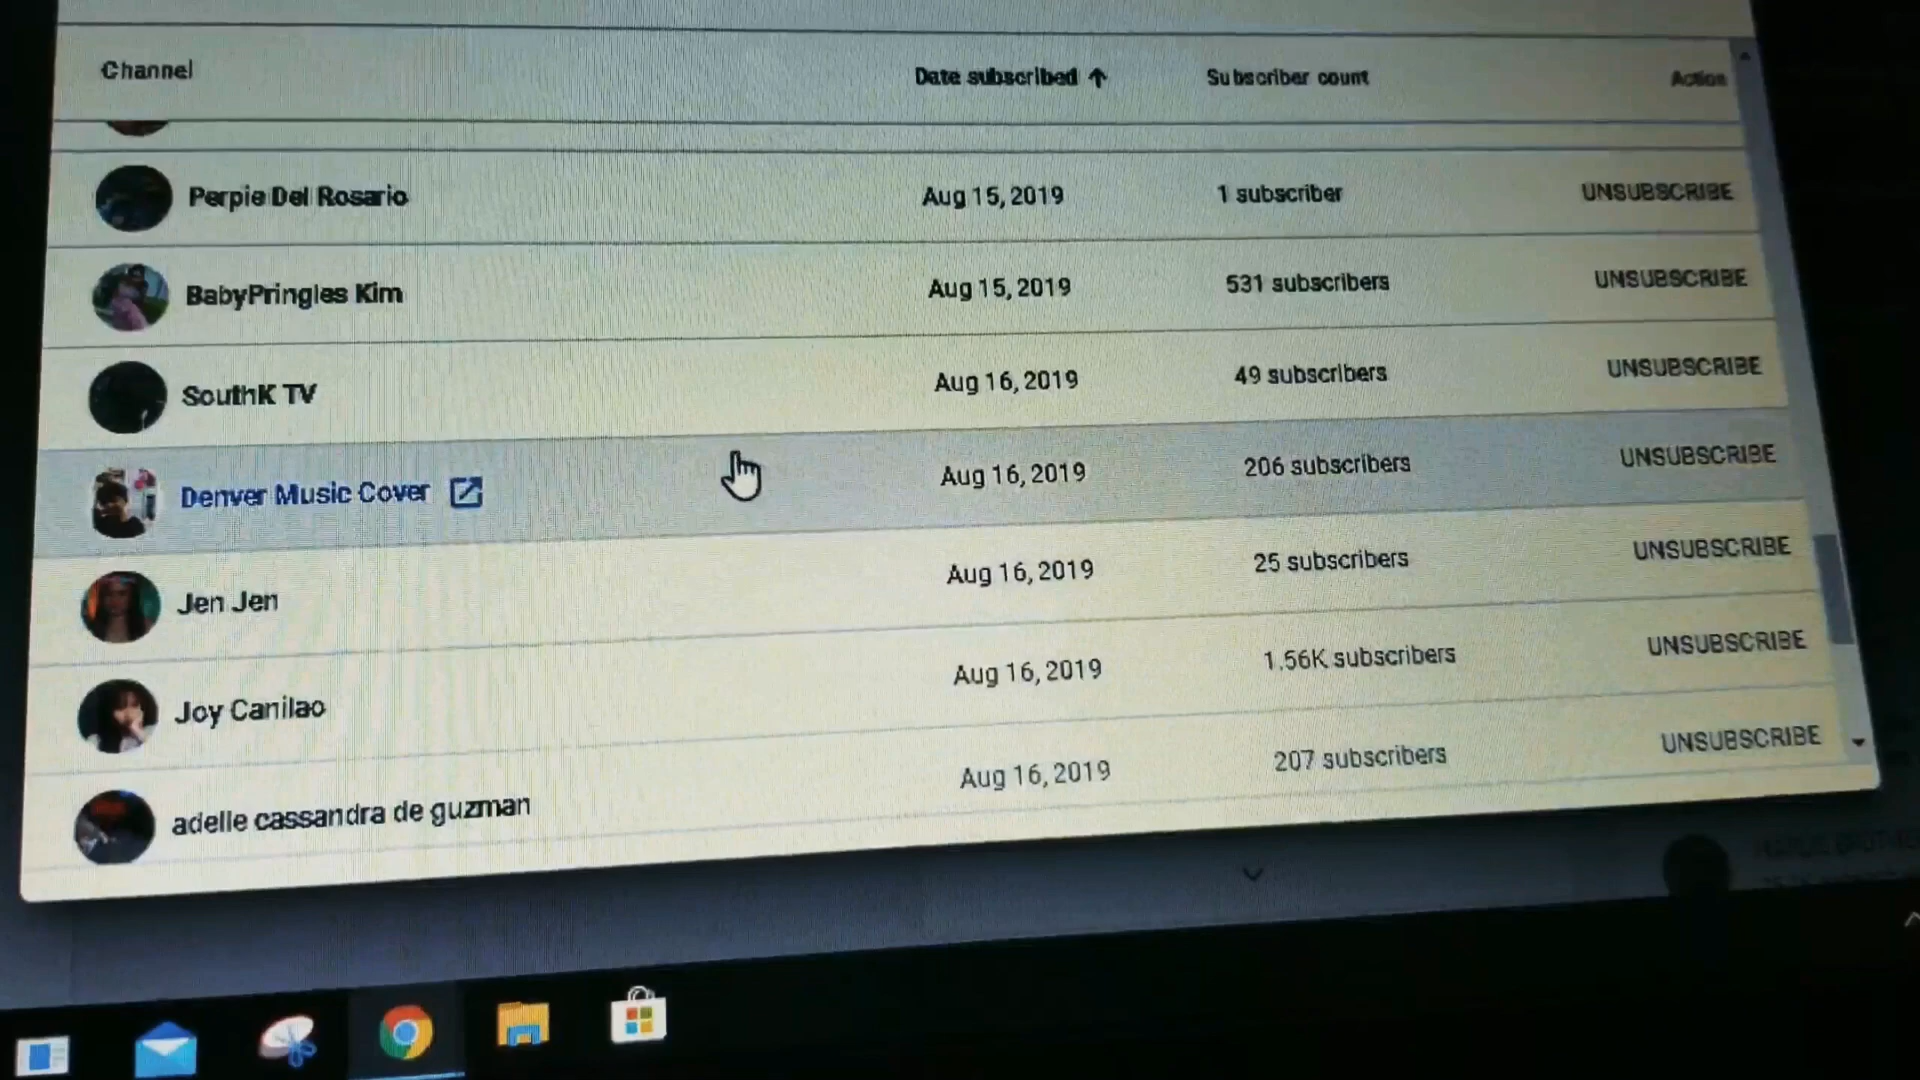 Channel Date subscribed ↑ Subscriber count Action
Perpie Del Rosario Aug 15, 2019 1 subscriber UNSUBSCRIBE
BabyPringles Kim Aug 15, 2019 531 subscribers UNSUBSCRIBE
SouthK TV Aug 16, 2019 49 subscribers UNSUBSCRIBE
Denver Music Cover Aug 16, 2019 206 subscribers UNSUBSCRIBE
Jen Jen Aug 16, 2019 25 subscribers UNSUBSCRIBE
Joy Canilao Aug 16, 2019 1.56K subscribers UNSUBSCRIBE
adelle cassandra de guzman Aug 16, 2019 207 subscribers UNSUBSCRIBE